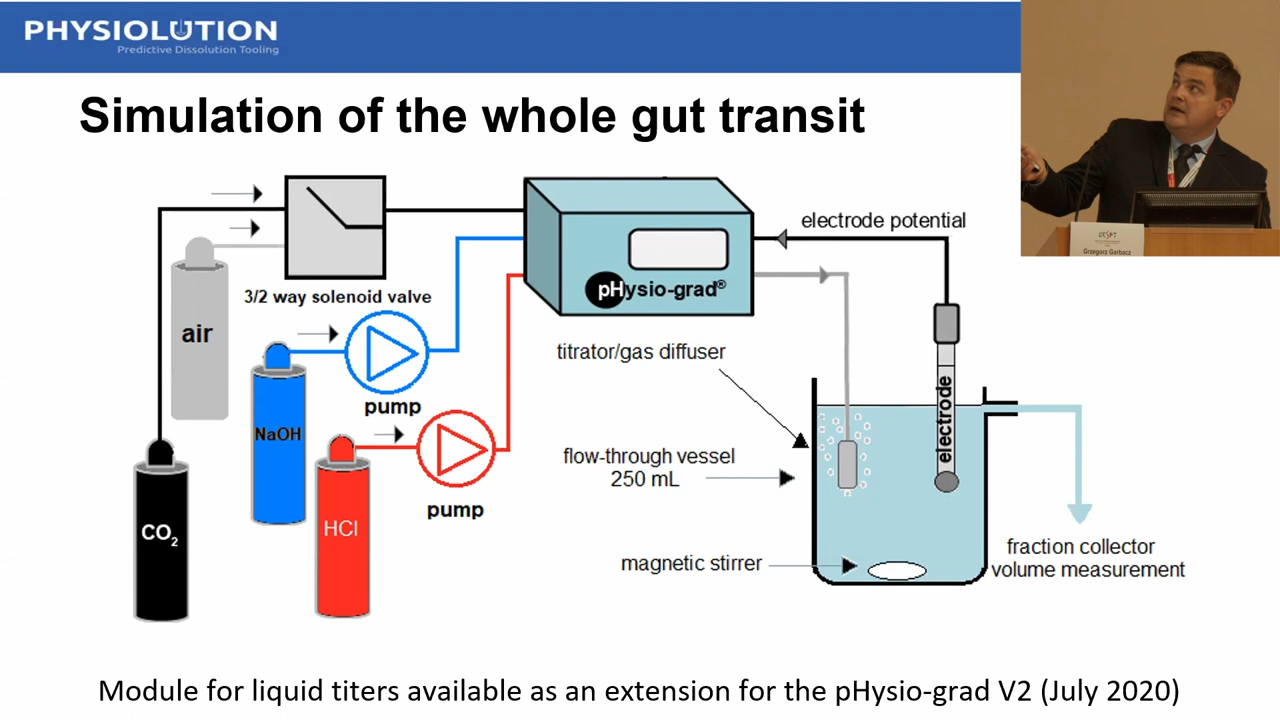 PHYSIOLUTION
Predictive Dissolution Tooling
Simulation of the whole gut transit
electrode potential
pHysio-grad®
3/2 way solenoid valve
air
titrator/gas diffuser
pump
electrode
NaOH
flow-through vessel
250 mL
pump
HCl
CO2
fraction collector
volume measurement
magnetic stirrer
Module for liquid titers available as an extension for the pHysio-grad V2 (July 2020)
Grzegorz Garbacz